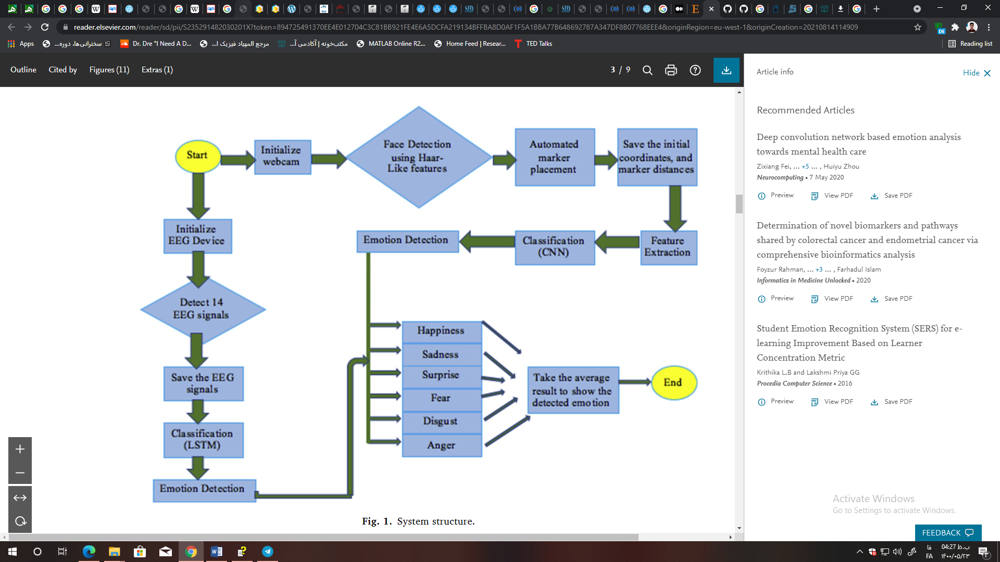 reader.elsevier.com/reader/sd/pii/S235291482030201X?token=894725491370EE4E012704C3C81BB921FE4E6A5DCFA219134BFFBA8D0AF1F5A1BBA77B648692787A347DF8B07768EEE4&originRegion=eu-west-1&originCreation=20210814114909
DE
Apps
سخنرانی‌ها، دوره...
Dr. Dre "I Need A D...
مرجع المپیاد فیزیک ا...
مکتب‌خونه | آکادمی آ...
MATLAB Online R2...
Home Feed | Resear...
TED Talks
Reading list
Outline
Cited by
Figures (11)
Extras (1)
3 / 9
Start
Initialize
webcam
Face Detection
using Haar-
Like features
Automated
marker
placement
Save the initial
coordinates, and
marker distances
Initialize
EEG Device
Emotion Detection
Classification
(CNN)
Feature
Extraction
Detect 14
EEG signals
Happiness
Sadness
Surprise
Fear
Disgust
Anger
Take the average
result to show the
detected emotion
End
Save the EEG
signals
Classification
(LSTM)
Emotion Detection
Fig. 1. System structure.
Article info
Hide
Recommended Articles
Deep convolution network based emotion analysis
towards mental health care
Zixiang Fei, ... +5 ... , Huiyu Zhou
Neurocomputing • 7 May 2020
Preview
View PDF
Save PDF
Determination of novel biomarkers and pathways
shared by colorectal cancer and endometrial cancer via
comprehensive bioinformatics analysis
Foyzur Rahman, ... +3 ... , Farhadul Islam
Informatics in Medicine Unlocked • 2020
Preview
View PDF
Save PDF
Student Emotion Recognition System (SERS) for e-
learning Improvement Based on Learner
Concentration Metric
Krithika L.B and Lakshmi Priya GG
Procedia Computer Science • 2016
Preview
View PDF
Save PDF
Activate Windows
Go to Settings to activate Windows.
FEEDBACK
فا
FA
04:27 ب.ظ
۱۴۰۰/۰۵/۲۳